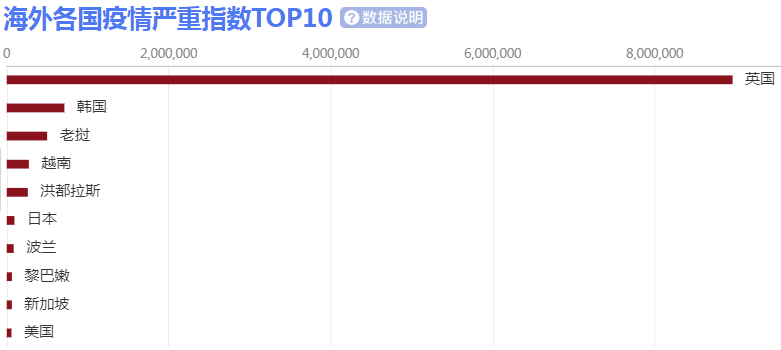 海外各国疫情严重指数TOP10 ? 数据说明
0 2,000,000 4,000,000 6,000,000 8,000,000
英国
韩国
老挝
越南
洪都拉斯
日本
波兰
黎巴嫩
新加坡
美国